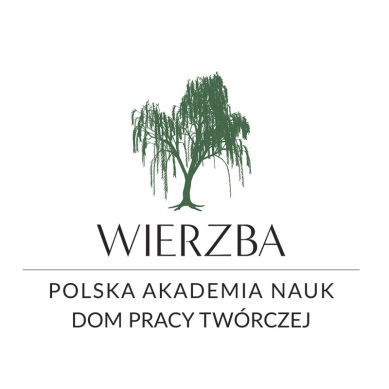 WIERZBA
POLSKA AKADEMIA NAUK
DOM PRACY TWÓRCZEJ